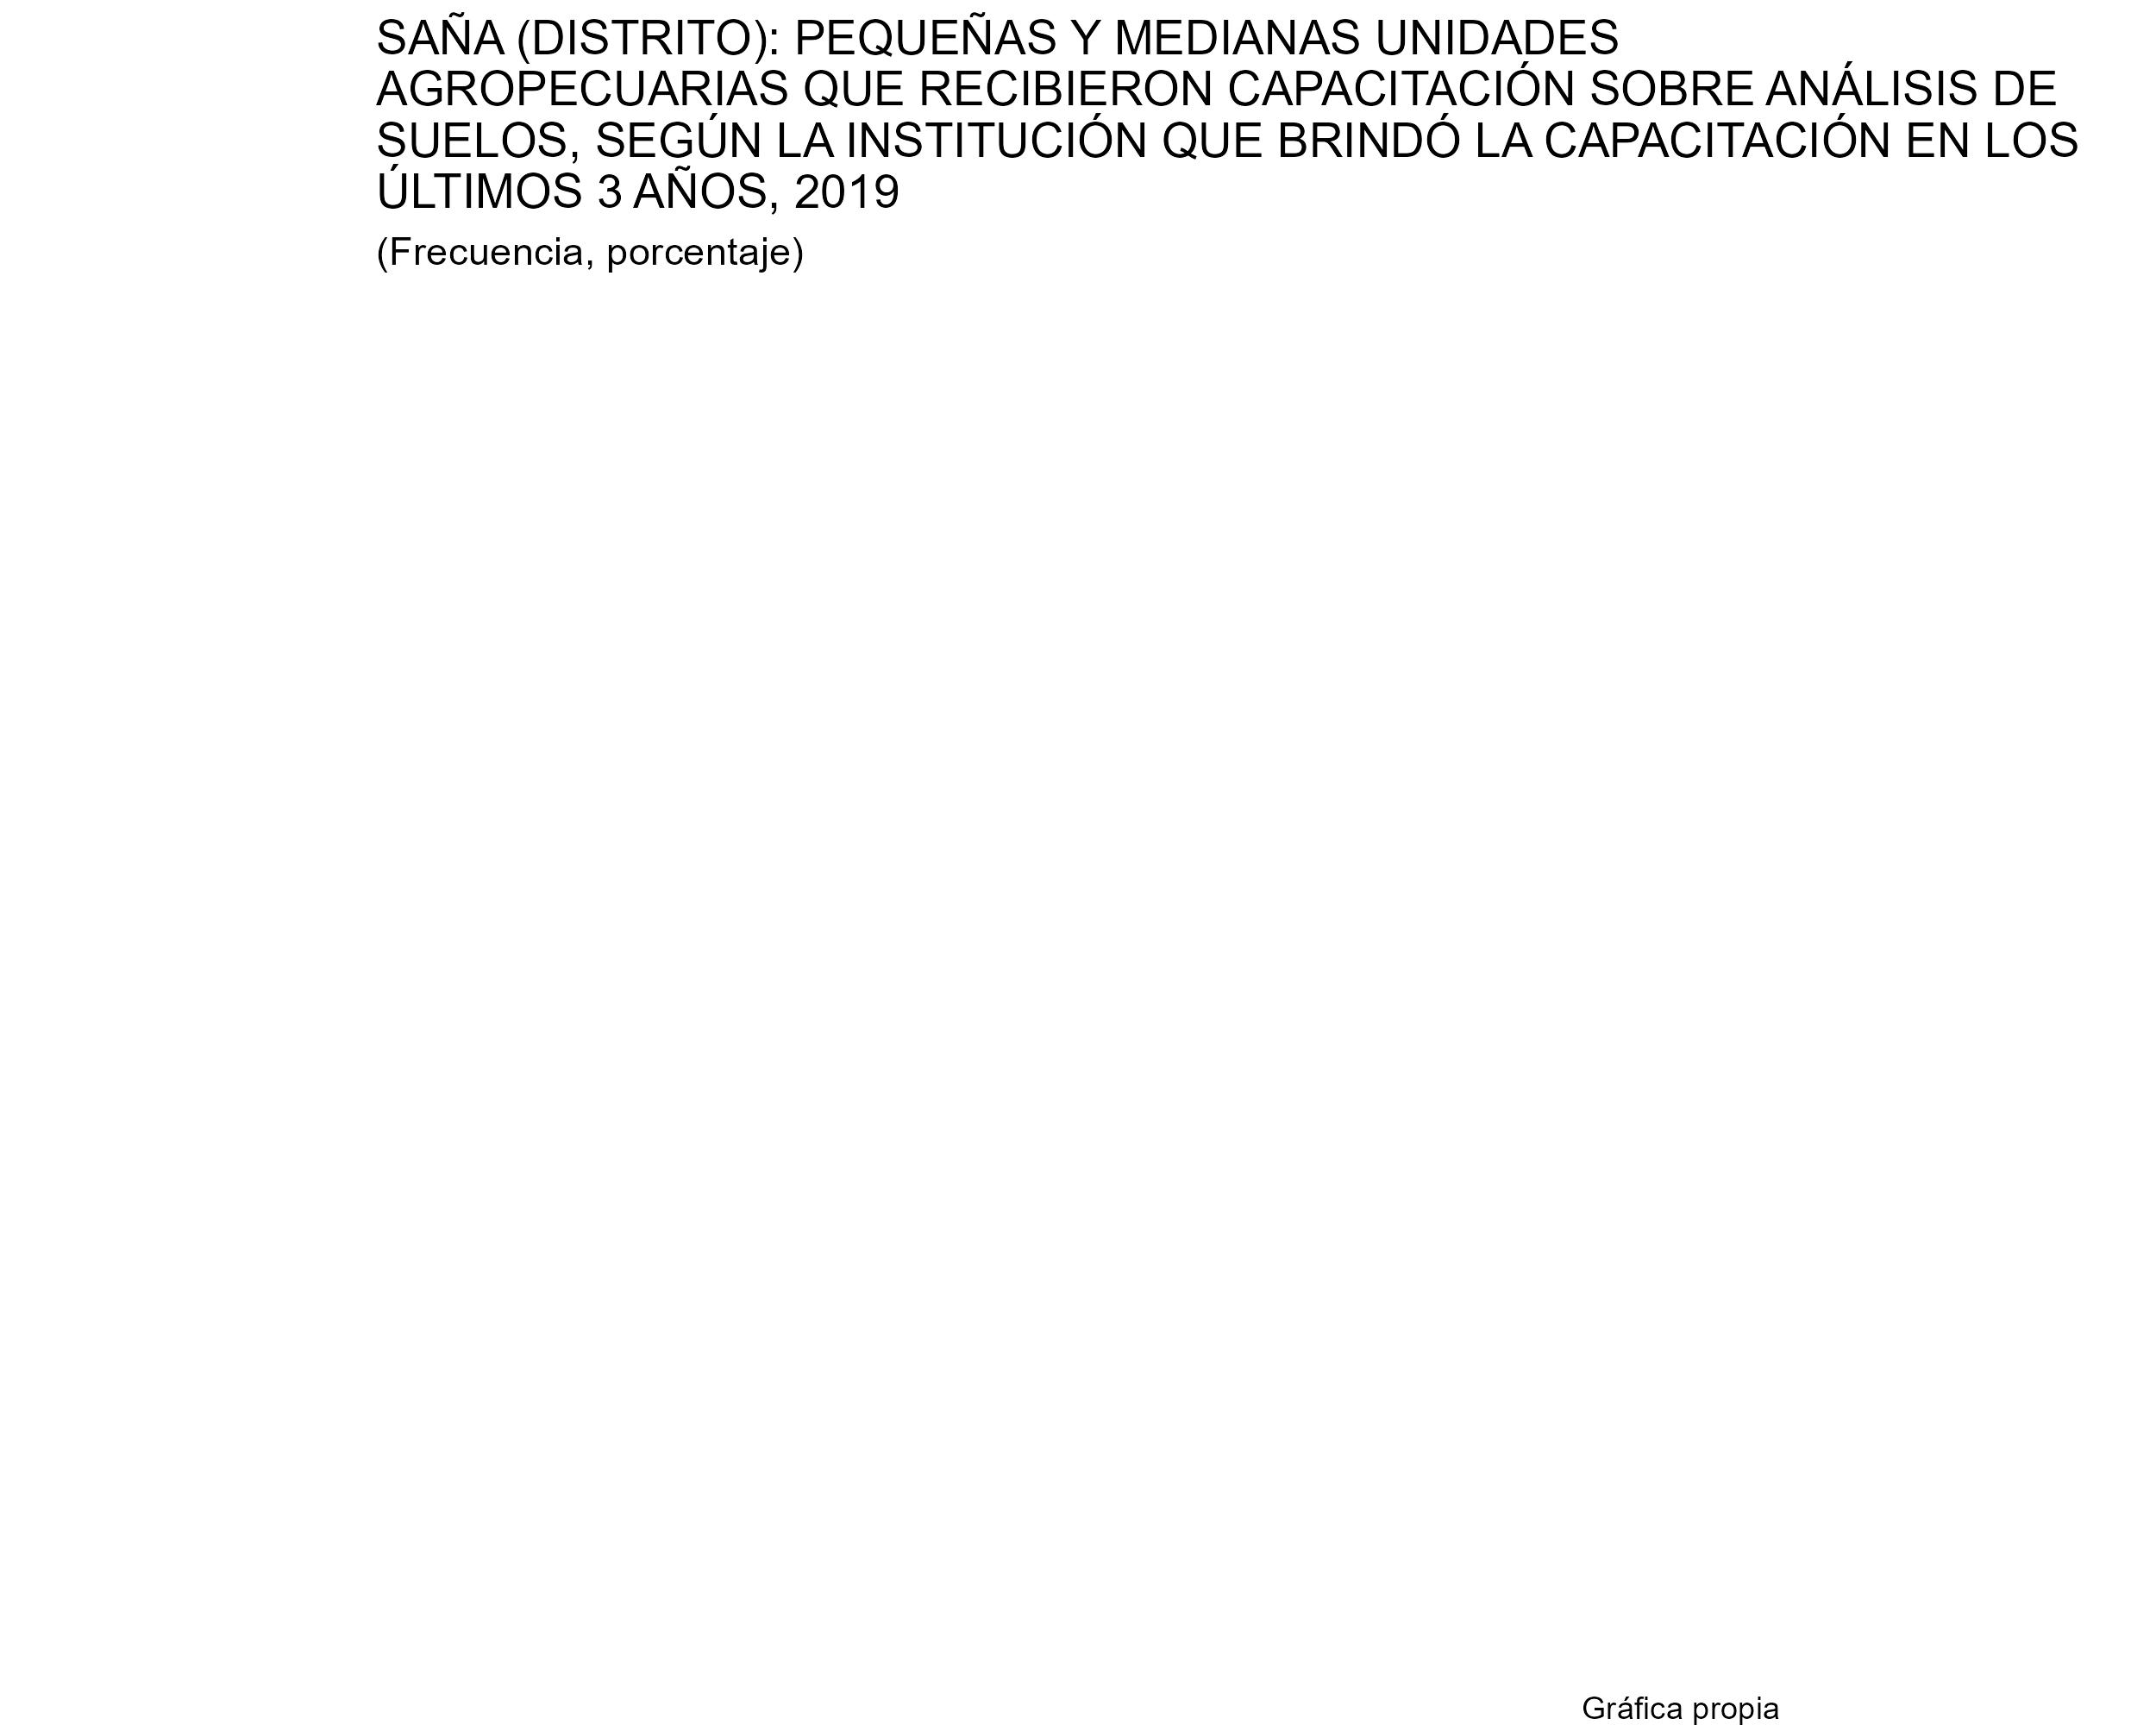 SAÑA (DISTRITO): PEQUEÑAS Y MEDIANAS UNIDADES
AGROPECUARIAS QUE RECIBIERON CAPACITACIÓN SOBRE ANÁLISIS DE
SUELOS, SEGÚN LA INSTITUCIÓN QUE BRINDÓ LA CAPACITACIÓN EN LOS
ÚLTIMOS 3 AÑOS, 2019
(Frecuencia, porcentaje)
Gráfica propia